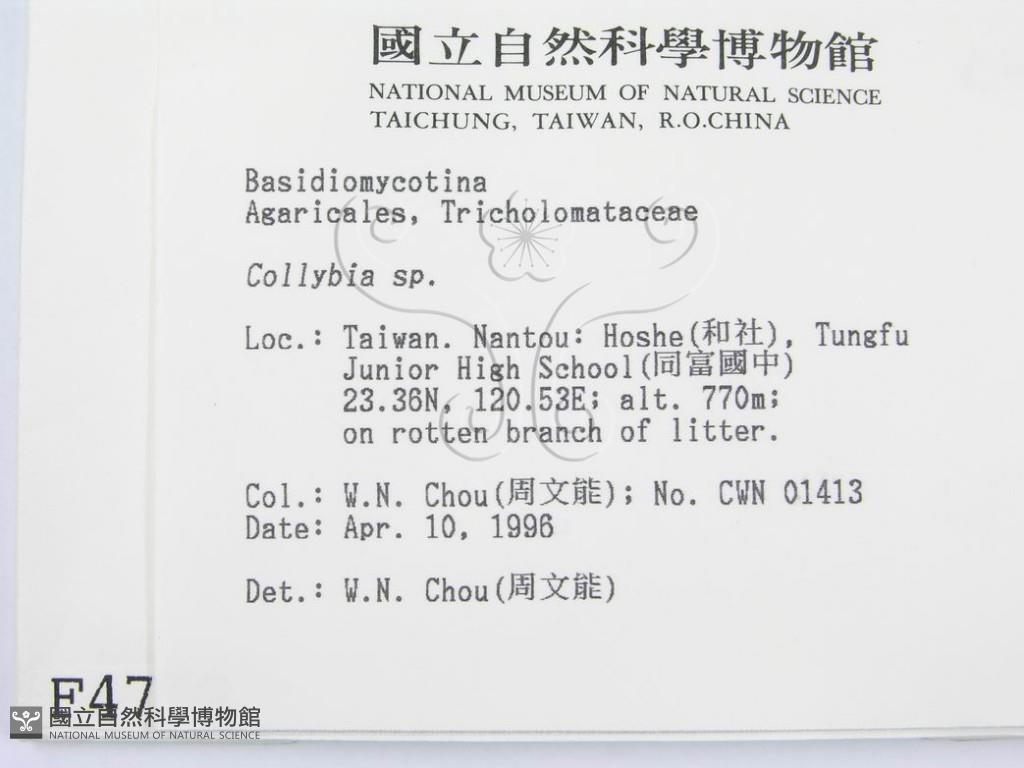 國立自然科學博物館
NATIONAL MUSEUM OF NATURAL SCIENCE
TAICHUNG, TAIWAN, R.O.CHINA
Basidiomycotina
Agaricales, Tricholomataceae
Collybia sp.
Loc.: Taiwan. Nantou: Hoshe(和社), Tungfu
Junior High School(同富國中)
23.36N, 120.53E; alt. 770m;
on rotten branch of litter.
Col.: W.N. Chou(周文能); No. CWN 01413
Date: Apr. 10, 1996
Det.: W.N. Chou(周文能)
F47
國立自然科學博物館
NATIONAL MUSEUM OF NATURAL SCIENCE